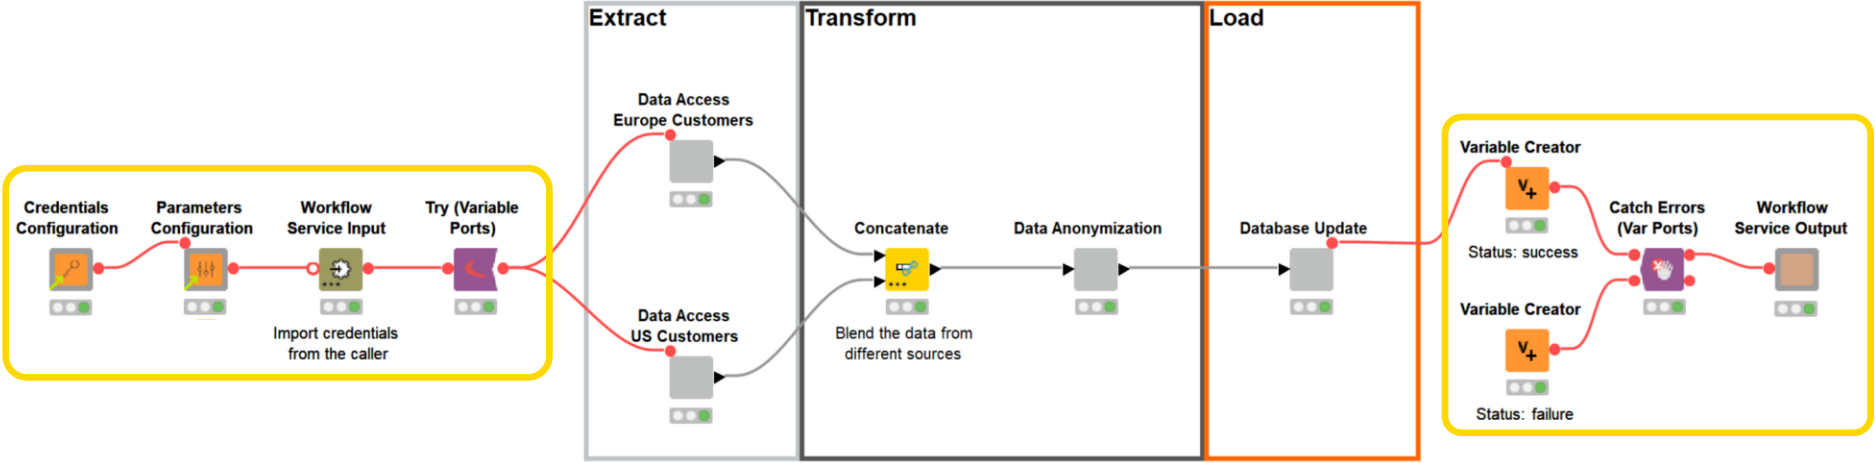 Extract
Transform
Load
Credentials
Configuration
Parameters
Configuration
Workflow
Service Input
Import credentials
from the caller
Try (Variable
Ports)
Data Access
Europe Customers
Data Access
US Customers
Concatenate
Blend the data from
different sources
Data Anonymization
Database Update
Variable Creator
V+
Status: success
Variable Creator
V+
Status: failure
Catch Errors
(Var Ports)
Workflow
Service Output